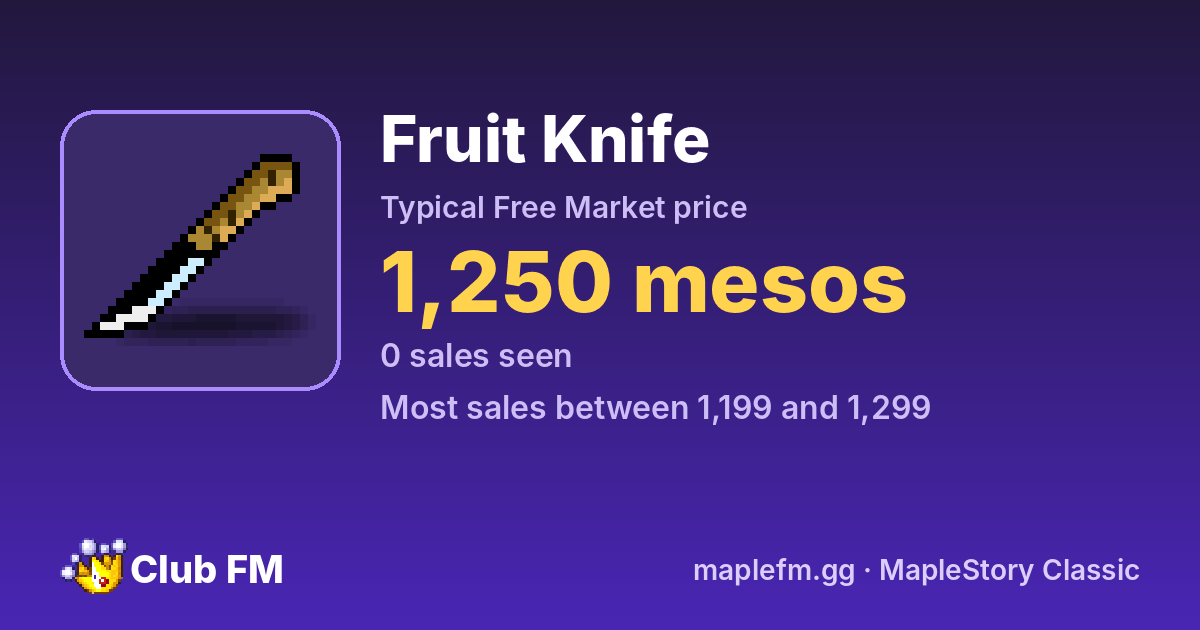 Fruit Knife
Typical Free Market price
1,250 mesos
0 sales seen
Most sales between 1,199 and 1,299
Club FM
maplefm.gg · MapleStory Classic